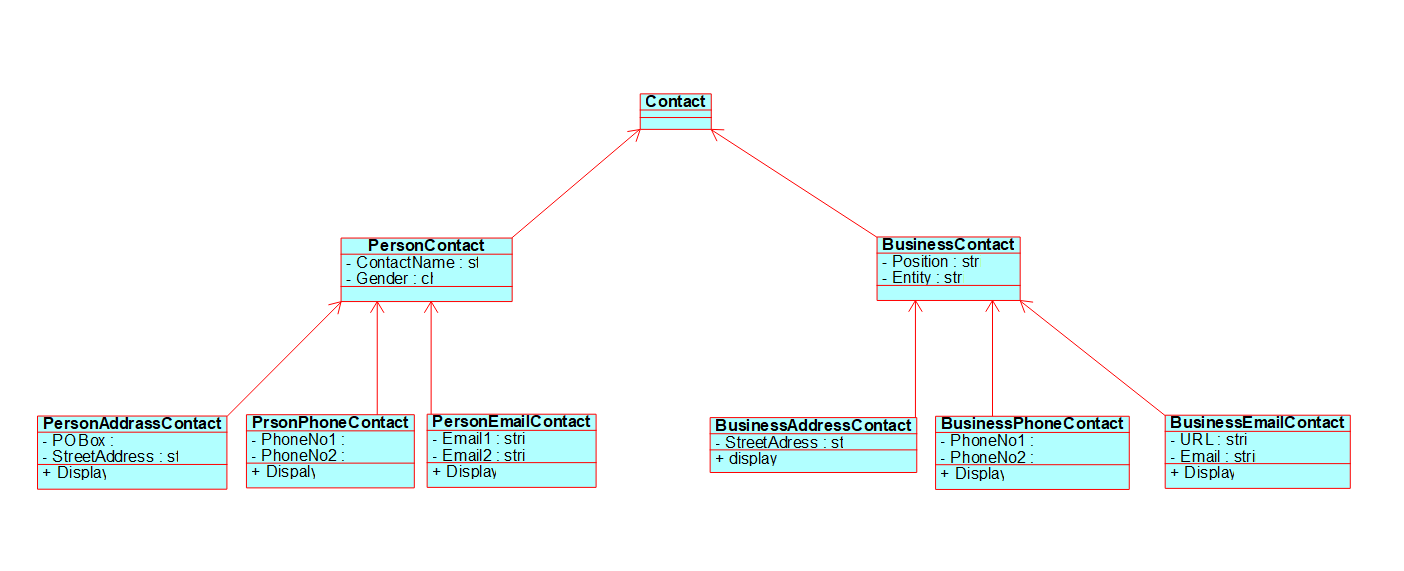 Contact
PersonContact
- ContactName : st
- Gender : cl
BusinessContact
- Position : stri
- Entity : str
PersonAddrassContact
- POBox :
- StreetAddress : st
+ Display
PrsonPhoneContact
- PhoneNo1 :
- PhoneNo2 :
+ Dispaly
PersonEmailContact
- Email1 : stri
- Email2 : stri
+ Display
BusinessAddressContact
- StreetAdress : st
+ display
BusinessPhoneContact
- PhoneNo1 :
- PhoneNo2 :
+ Display
BusinessEmailContact
- URL : stri
- Email : stri
+ Display